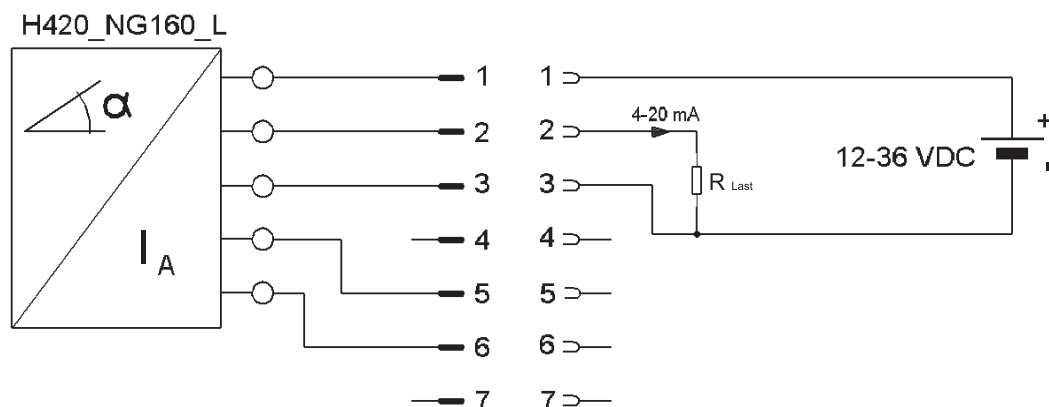 H420_NG160_L
α
I A
1 1
2 2
3 3
4 4
5 5
6 6
7 7
4-20 mA
R Last
12-36 VDC
+
-